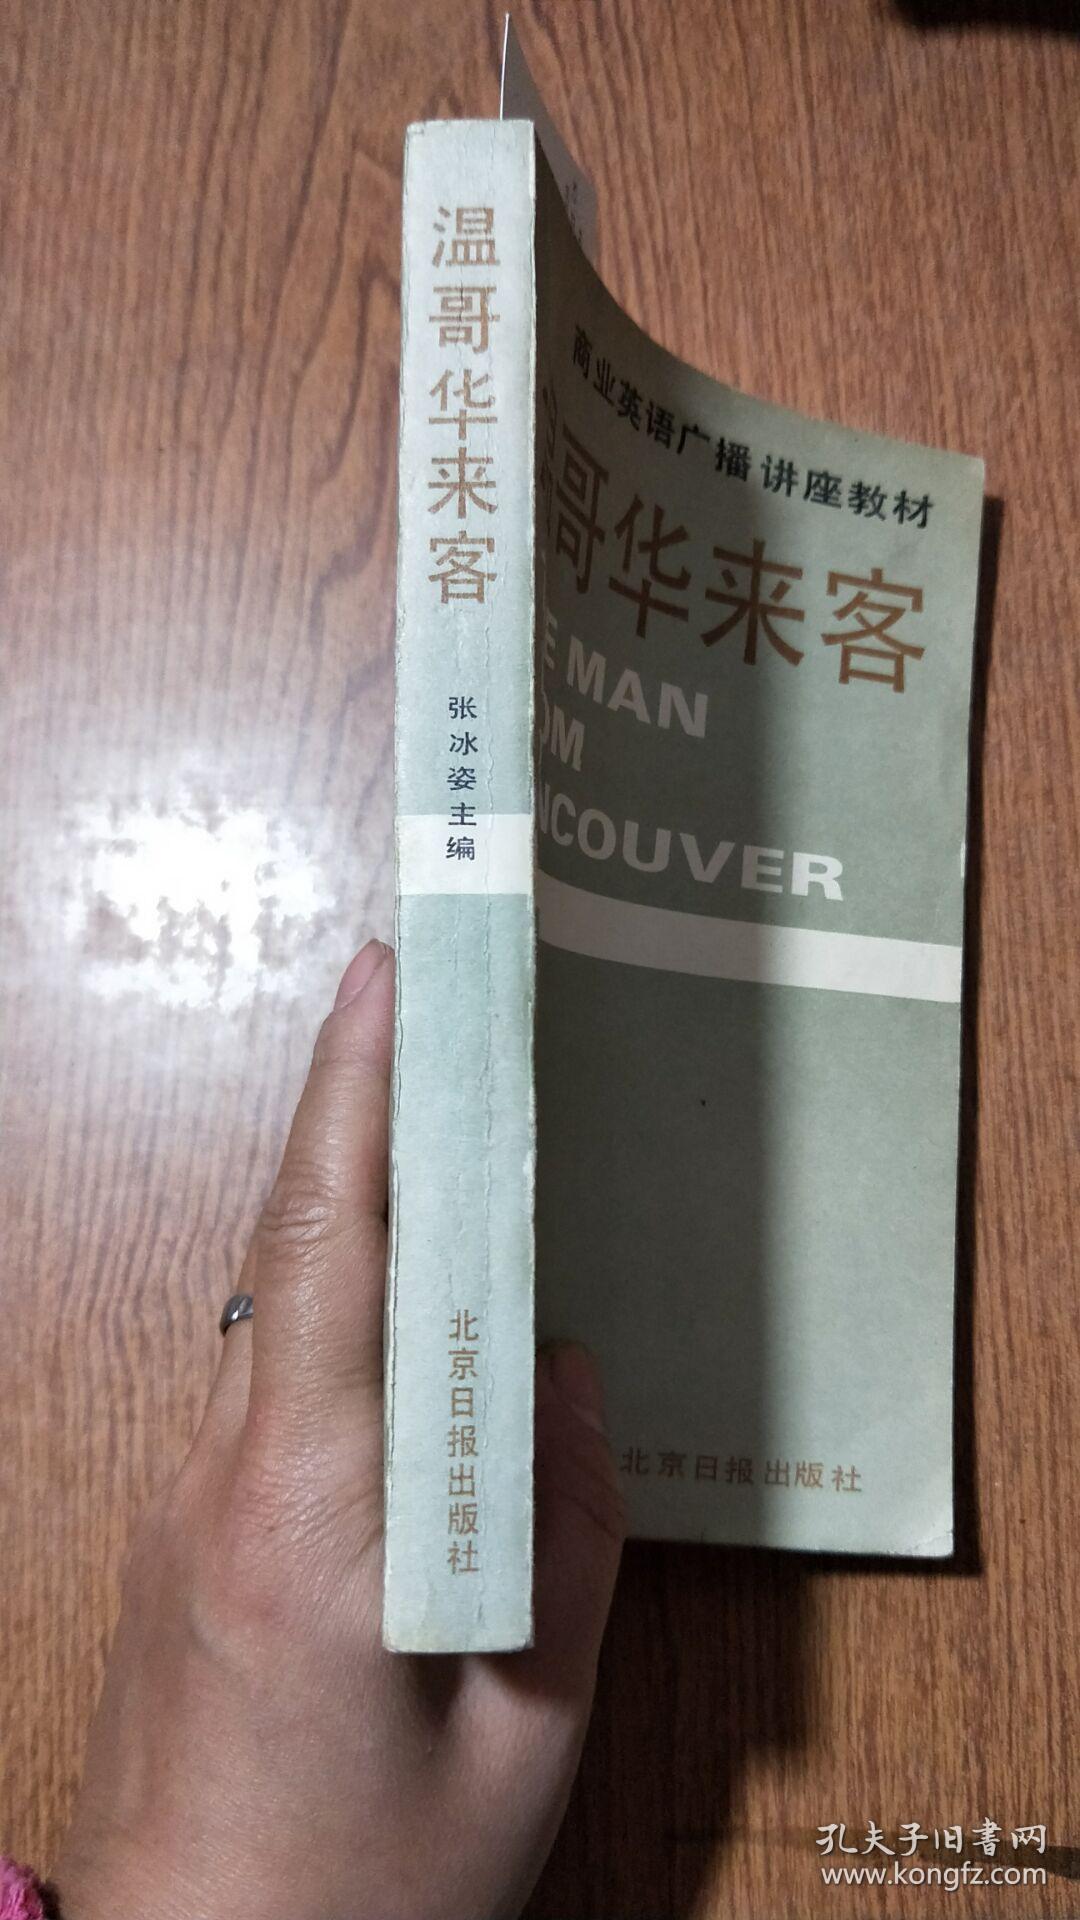 温哥华来客
张冰姿主编
北京日报出版社
商业英语广播讲座教材
哥华来客
MAN
COUVER
北京日报出版社
孔夫子旧书网
www.kongfz.com